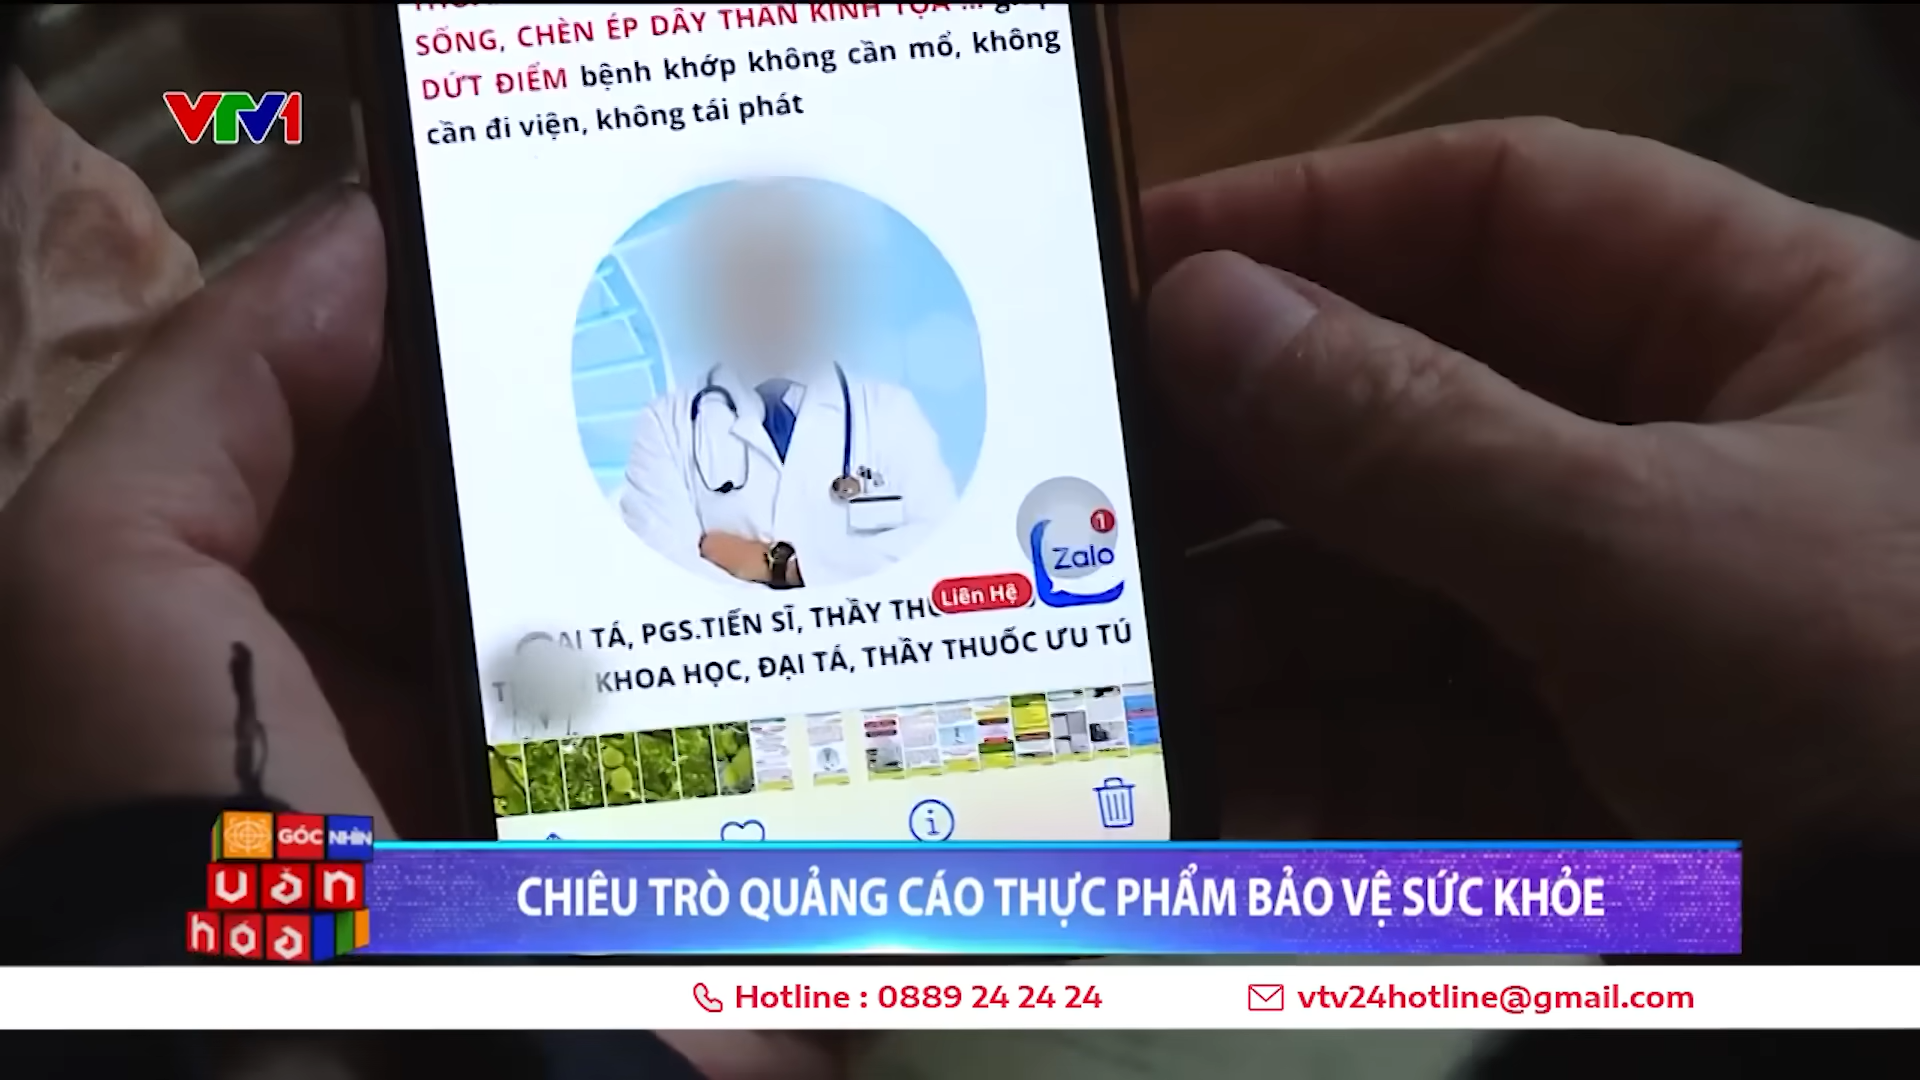 SỐNG, CHÈN ÉP DÂY THẦN KINH TỌA ...
DỨT ĐIỂM bệnh khớp không cần mổ, không
cần đi viện, không tái phát
VTV1
1
Zalo
Liên Hệ
TÁ, PGS.TIẾN SĨ, THẦY
KHOA HỌC, ĐẠI TÁ, THẦY THUỐC ƯU TÚ
GÓC NHÌN
văn
hóa
CHIÊU TRÒ QUẢNG CÁO THỰC PHẨM BẢO VỆ SỨC KHỎE
Hotline : 0889 24 24 24
vtv24hotline@gmail.com